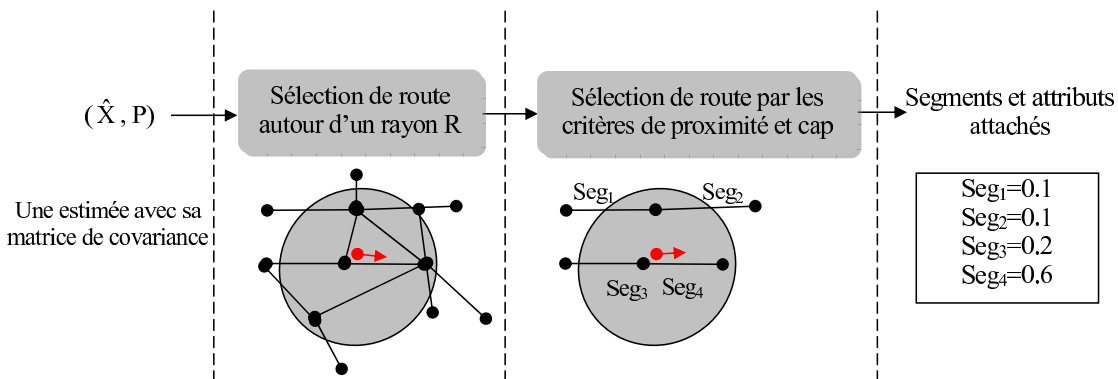 (X̂ , P)
Une estimée avec sa
matrice de covariance
Sélection de route
autour d'un rayon R
Sélection de route par les
critères de proximité et cap
Seg₁
Seg₂
Seg₃
Seg₄
Segments et attributs
attachés
Seg₁=0.1
Seg₂=0.1
Seg₃=0.2
Seg₄=0.6